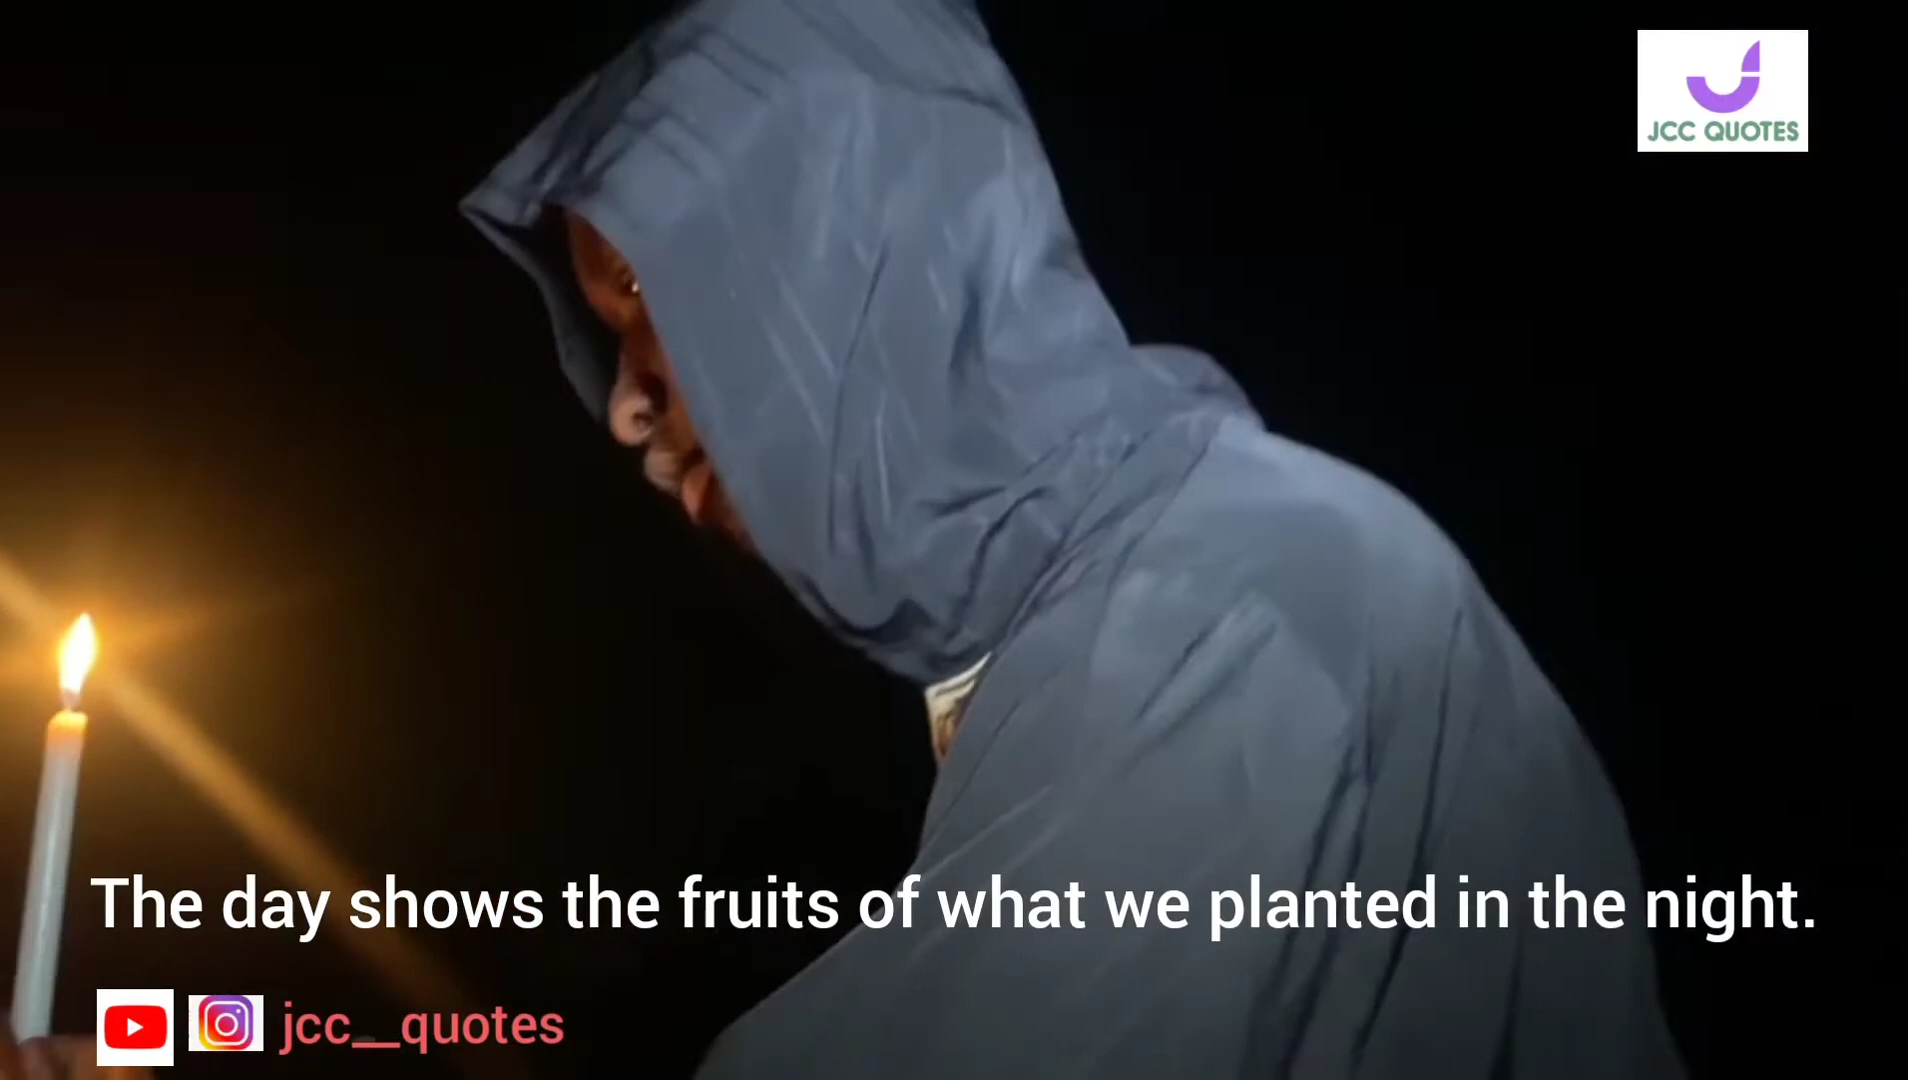 JCC QUOTES
The day shows the fruits of what we planted in the night.
jcc__quotes